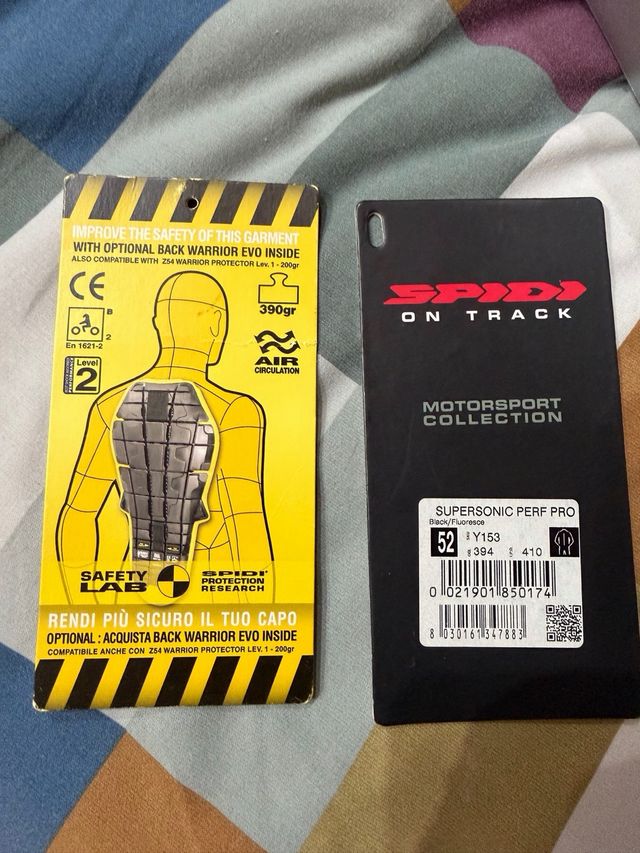 IMPROVE THE SAFETY OF THIS GARMENT
WITH OPTIONAL BACK WARRIOR EVO INSIDE
ALSO COMPATIBLE WITH Z54 WARRIOR PROTECTOR Lev. 1 - 200gr
CE
B
2
En 1621-2
Level
2
390gr
AIR
CIRCULATION
SAFETY
LAB
SPIDI
PROTECTION
RESEARCH
RENDI PIÙ SICURO IL TUO CAPO
OPTIONAL : ACQUISTA BACK WARRIOR EVO INSIDE
COMPATIBILE ANCHE CON Z54 WARRIOR PROTECTOR LEV. 1 - 200gr
SPIDI
ON TRACK
MOTORSPORT
COLLECTION
SUPERSONIC PERF PRO
Black/Fluoresce
52
Y153
394
410
0 021901 850174
8 030161 347883